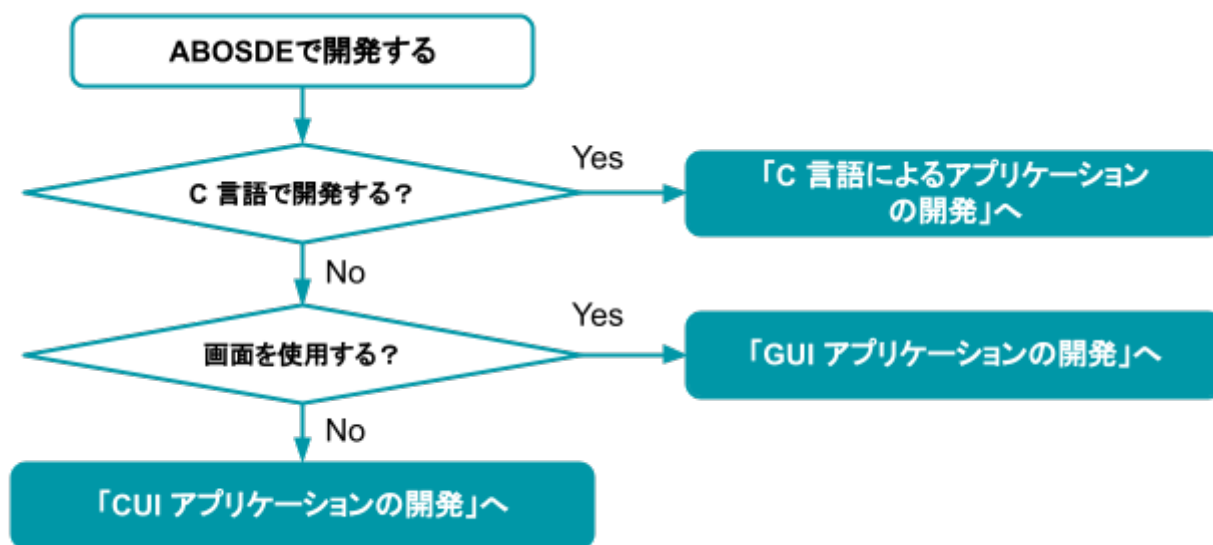 ABOSDEで開発する
C 言語で開発する？
Yes
「C 言語によるアプリケーション
の開発」へ
No
画面を使用する？
Yes
「GUI アプリケーションの開発」へ
No
「CUI アプリケーションの開発」へ